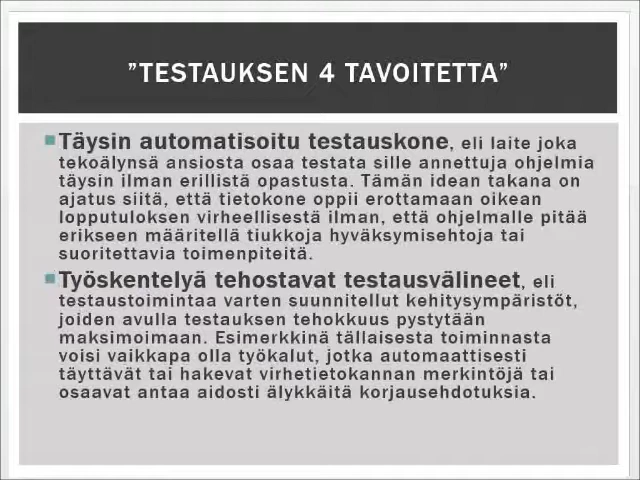 ”TESTAUKSEN 4 TAVOITETTA”
Täysin automatisoitu testauskone, eli laite joka
tekoälynsä ansiosta osaa testata sille annettuja ohjelmia
täysin ilman erillistä opastusta. Tämän idean takana on
ajatus siitä, että tietokone oppii erottamaan oikean
lopputuloksen virheellisestä ilman, että ohjelmalle pitää
erikseen määritellä tiukkoja hyväksymisehtoja tai
suoritettavia toimenpiteitä.
Työskentelyä tehostavat testausvälineet, eli
testaustoimintaa varten suunnitellut kehitysympäristöt,
joiden avulla testauksen tehokkuus pystytään
maksimoimaan. Esimerkkinä tällaisesta toiminnasta
voisi vaikkapa olla työkalut, jotka automaattisesti
täyttävät tai hakevat virhetietokannan merkintöjä tai
osaavat antaa aidosti älykkäitä korjausehdotuksia.